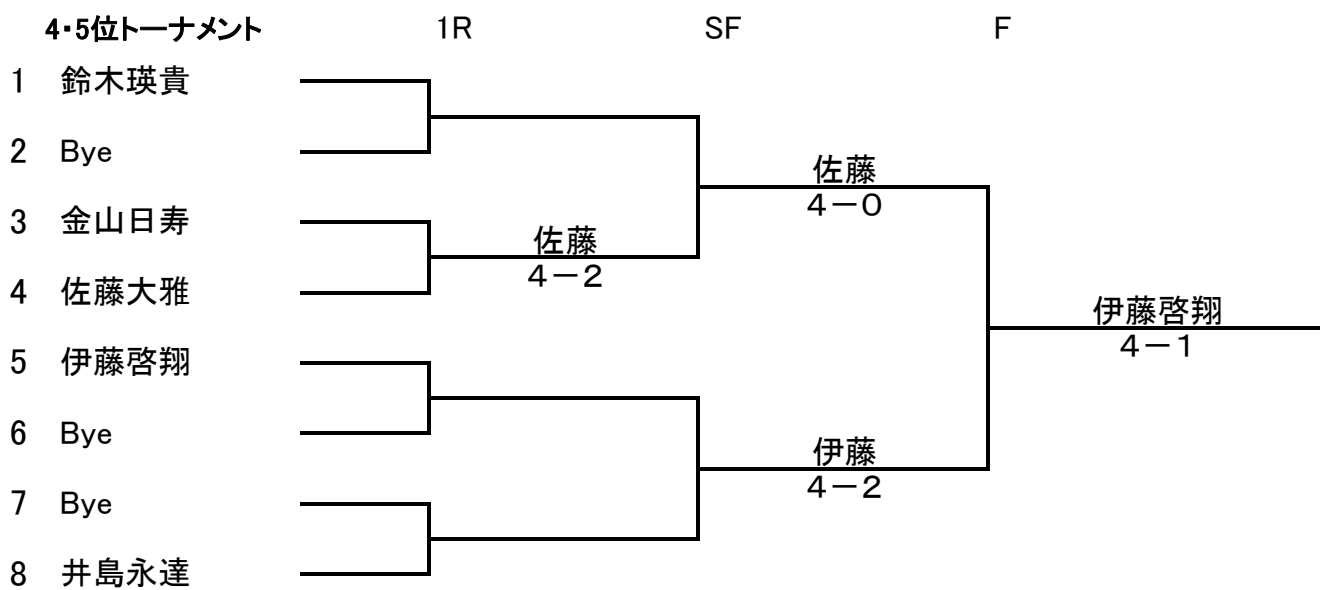 4・5位トーナメント 1R SF F
1 鈴木瑛貴
2 Bye
佐藤
4－0
3 金山日寿
佐藤
4－2
4 佐藤大雅
伊藤啓翔
4－1
5 伊藤啓翔
6 Bye
伊藤
4－2
7 Bye
8 井島永達